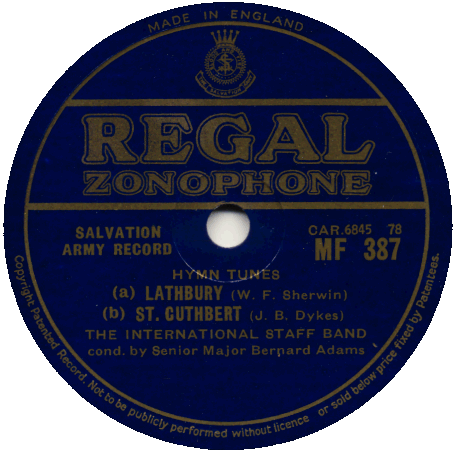 MADE IN ENGLAND
REGAL
ZONOPHONE
SALVATION
ARMY RECORD
CAR.6845 78
MF 387
HYMN TUNES
(a) LATHBURY (W. F. Sherwin)
(b) ST. CUTHBERT (J. B. Dykes)
THE INTERNATIONAL STAFF BAND
cond. by Senior Major Bernard Adams
Copyright Patented Record. Not to be publicly performed without licence or sold below price fixed by Patentees.